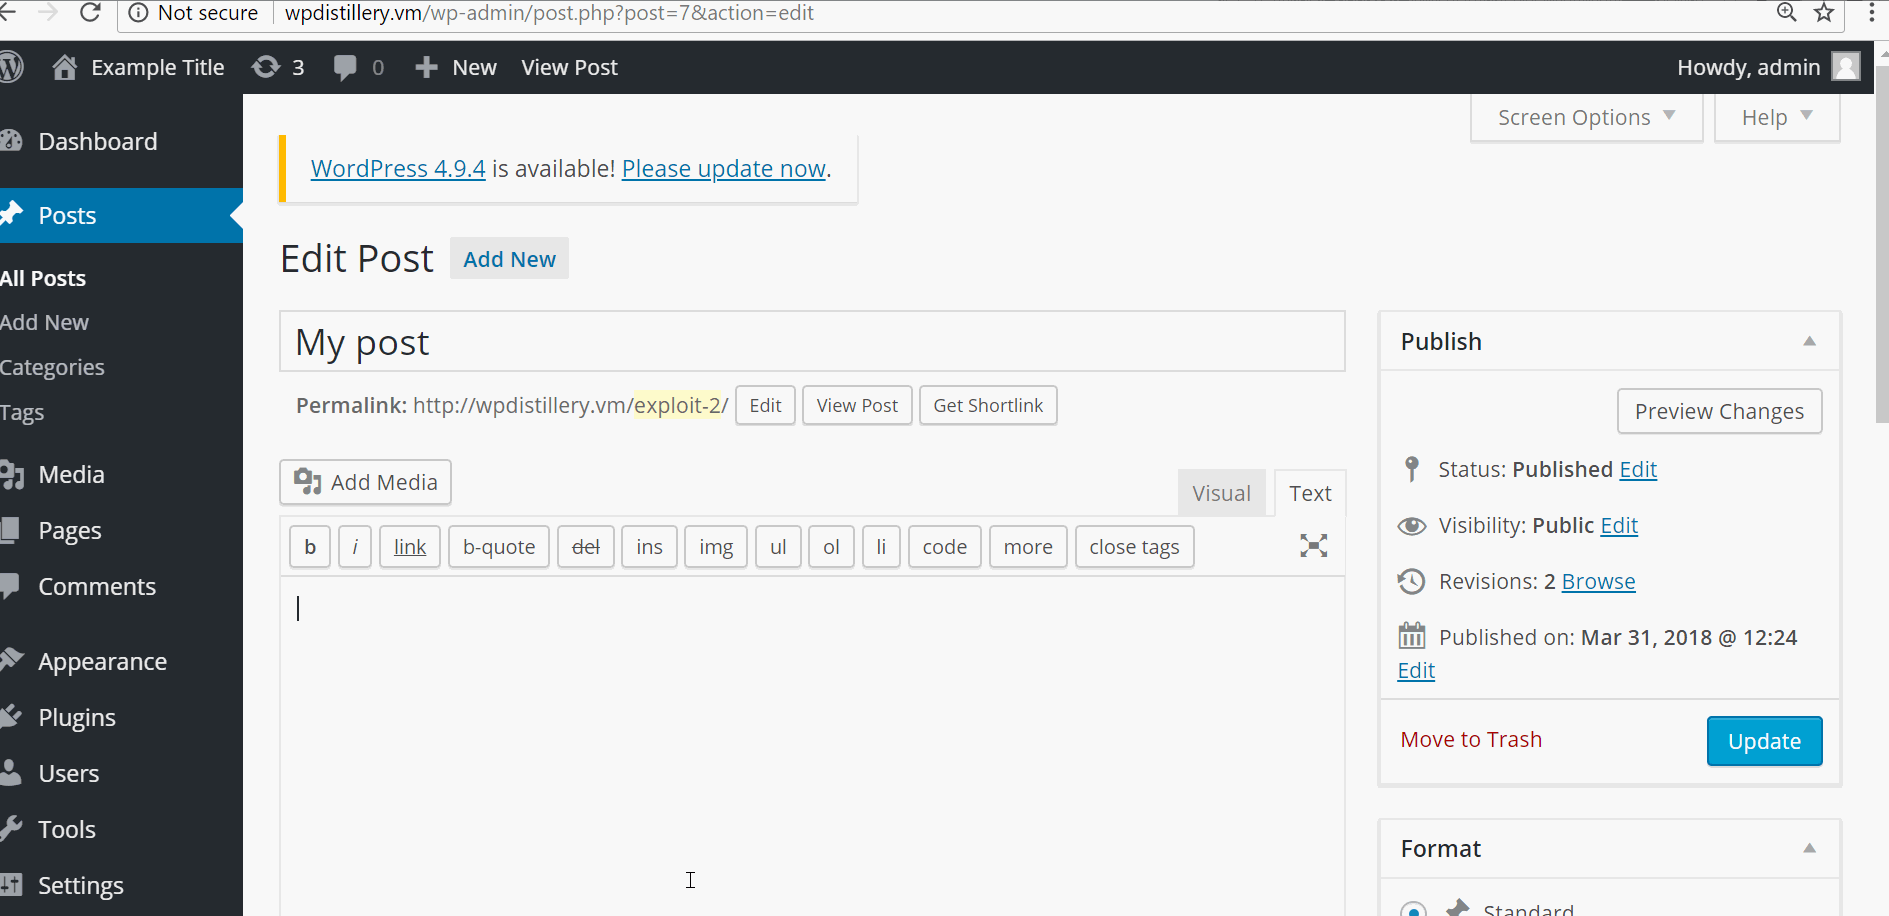 Not secure wpdistillery.vm/wp-admin/post.php?post=7&action=edit
Example Title 3 0 New View Post Howdy, admin
Screen Options Help
Dashboard
Posts
All Posts
Add New
Categories
Tags
Media
Pages
Comments
Appearance
Plugins
Users
Tools
Settings
WordPress 4.9.4 is available! Please update now.
Edit Post Add New
My post
Permalink: http://wpdistillery.vm/exploit-2/ Edit View Post Get Shortlink
Add Media
Visual Text
b i link b-quote del ins img ul ol li code more close tags
Publish
Preview Changes
Status: Published Edit
Visibility: Public Edit
Revisions: 2 Browse
Published on: Mar 31, 2018 @ 12:24
Edit
Move to Trash Update
Format
Standard